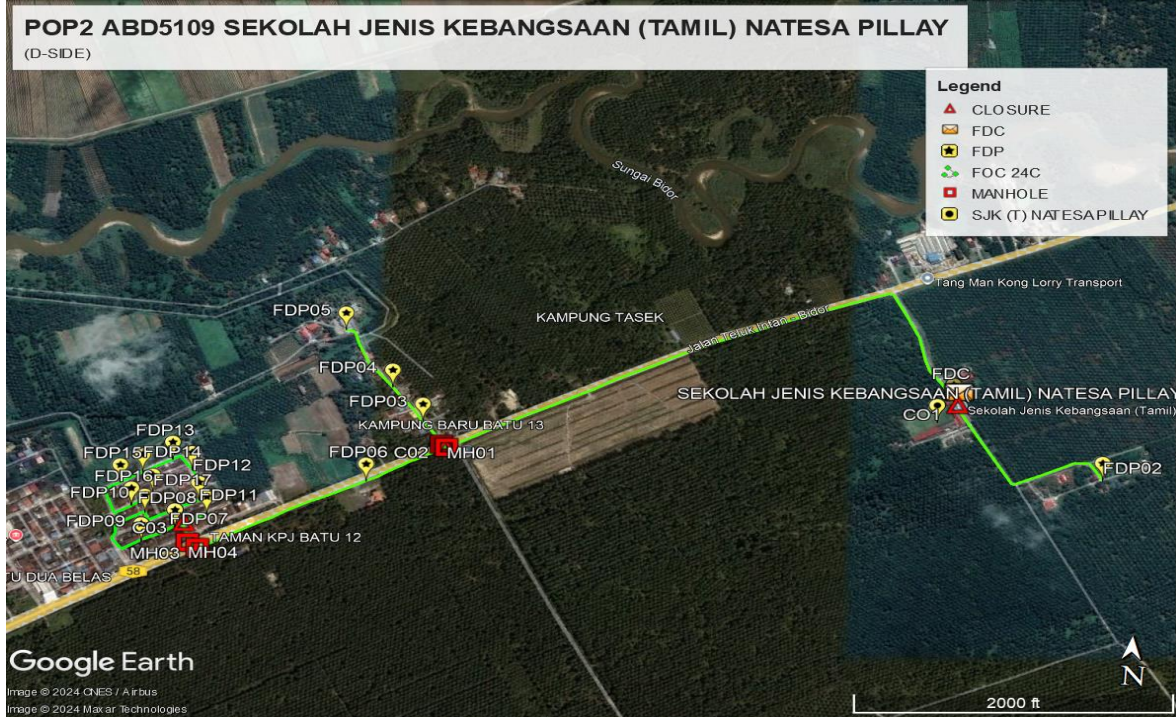 POP2 ABD5109 SEKOLAH JENIS KEBANGSAAN (TAMIL) NATESA PILLAY
(D-SIDE)
Legend
CLOSURE
FDC
FDP
FOC 24C
MANHOLE
SJK (T) NATESA PILLAY
Sungai Bidor
Tang Man Kong Lorry Transport
FDP05
KAMPUNG TASEK
Jalan Teluk Intan - Bidor
FDP04
FDC
SEKOLAH JENIS KEBANGSAAN (TAMIL) NATESA PILLAY
FDP03
CO1
Sekolah Jenis Kebangsaan (Tamil)
KAMPUNG BARU BATU 13
FDP13
FDP15
FDP14
FDP12
FDP06
C02
MH01
FDP02
FDP16
FDP17
FDP10
FDP08
FDP11
FDP09
C03
FDP07
TAMAN KPJ BATU 12
MH03
MH04
58
TU DUA BELAS
Google Earth
Image © 2024 CNES / Airbus
Image © 2024 Maxar Technologies
N
2000 ft